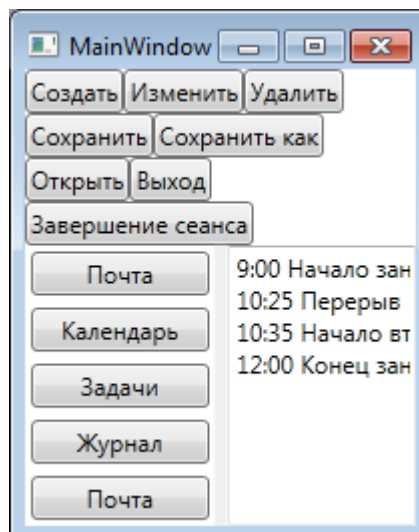 MainWindow
Создать Изменить Удалить
Сохранить Сохранить как
Открыть Выход
Завершение сеанса
Почта
Календарь
Задачи
Журнал
Почта
9:00 Начало зан
10:25 Перерыв
10:35 Начало вт
12:00 Конец зан